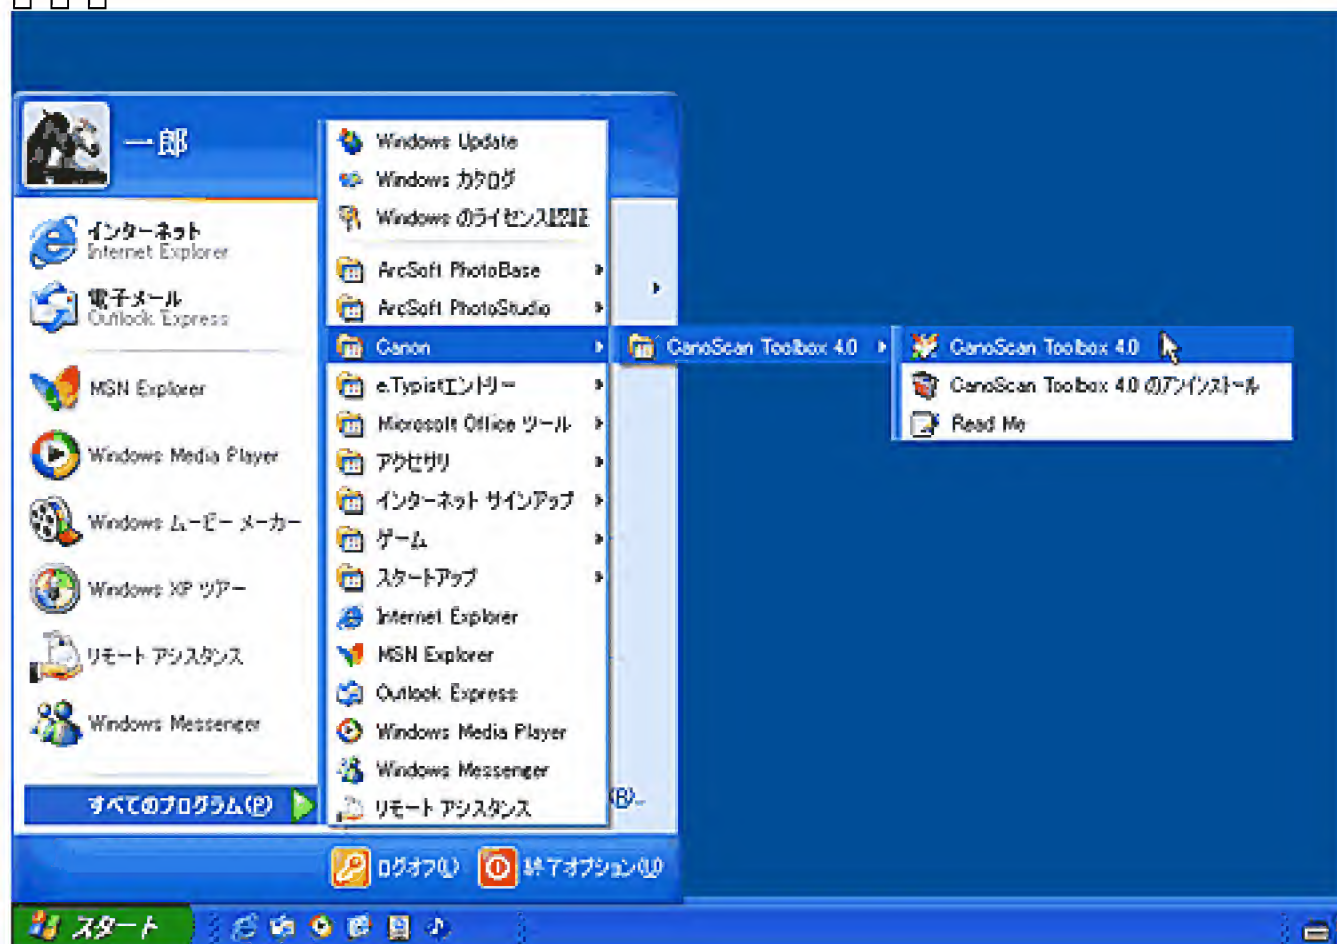 一郎
インターネット
Internet Explorer
電子メール
Outlook Express
MSN Explorer
Windows Media Player
Windows ムービー メーカー
Windows XP ツアー
リモート アシスタンス
Windows Messenger
すべてのプログラム(P)
Windows Update
Windows カタログ
Windows のライセンス認証
ArcSoft PhotoBase
ArcSoft PhotoStudio
Canon
e.Typistエントリー
Microsoft Office ツール
アクセサリ
インターネット サインアップ
ゲーム
スタートアップ
Internet Explorer
MSN Explorer
Outlook Express
Windows Media Player
Windows Messenger
リモート アシスタンス
CanoScan Toolbox 4.0
CanoScan Toolbox 4.0
CanoScan Toolbox 4.0 のアンインストール
Read Me
(R)...
ログオフ(L)
終了オプション(U)
スタート